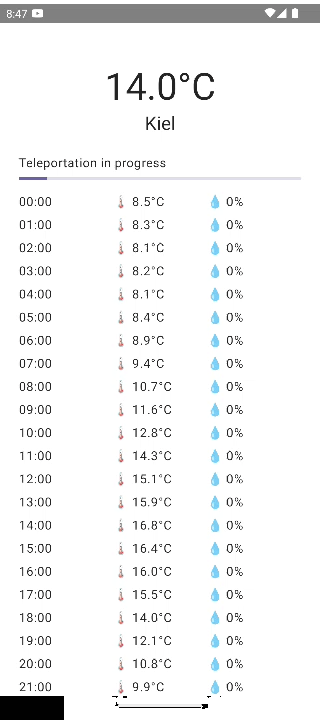 8:47
14.0°C
Kiel
Teleportation in progress
00:00 8.5°C 0%
01:00 8.3°C 0%
02:00 8.1°C 0%
03:00 8.2°C 0%
04:00 8.1°C 0%
05:00 8.4°C 0%
06:00 8.9°C 0%
07:00 9.4°C 0%
08:00 10.7°C 0%
09:00 11.6°C 0%
10:00 12.8°C 0%
11:00 14.3°C 0%
12:00 15.1°C 0%
13:00 15.9°C 0%
14:00 16.8°C 0%
15:00 16.4°C 0%
16:00 16.0°C 0%
17:00 15.5°C 0%
18:00 14.0°C 0%
19:00 12.1°C 0%
20:00 10.8°C 0%
21:00 9.9°C 0%